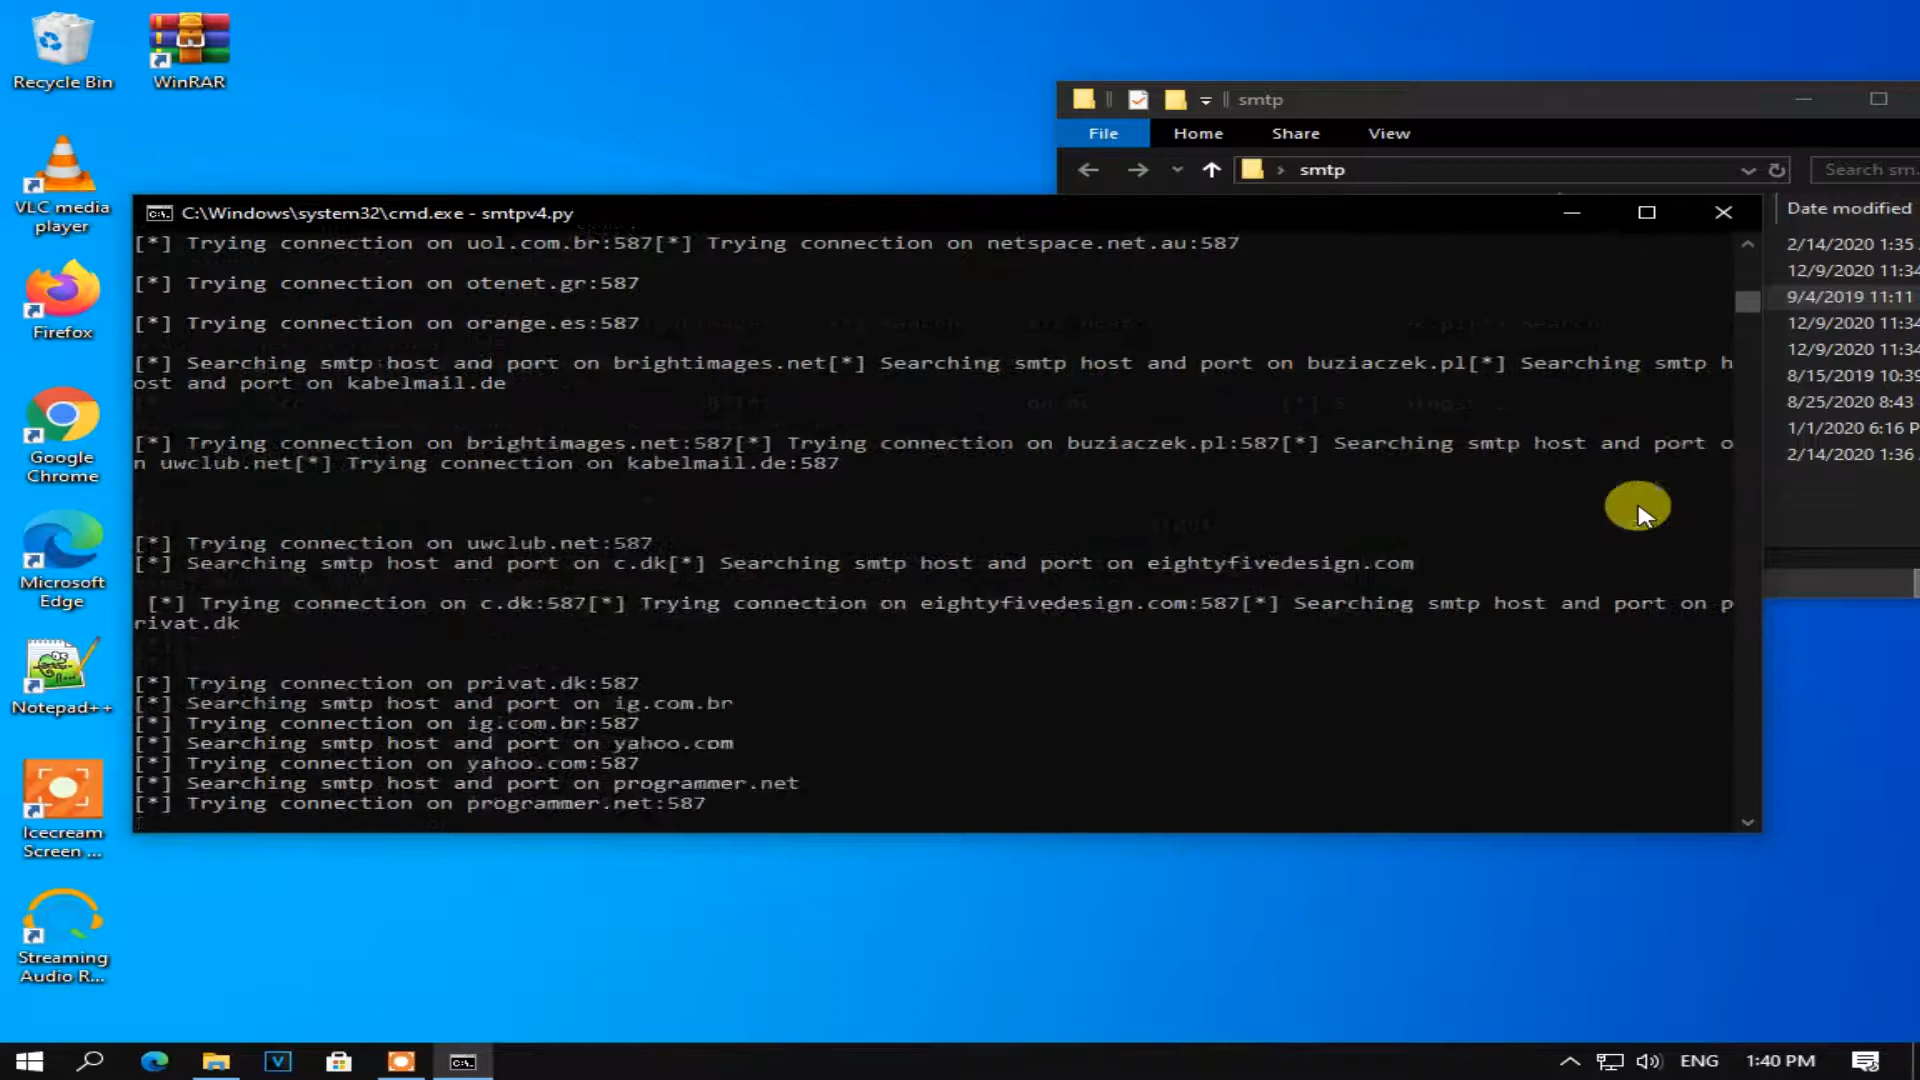 Recycle Bin
WinRAR
VLC media
player
Firefox
Google
Chrome
Microsoft
Edge
Notepad++
Icecream
Screen ...
Streaming
Audio R...
smtp
File Home Share View
smtp
Search sm.
Date modified
2/14/2020 1:35
12/9/2020 11:34
9/4/2019 11:11
12/9/2020 11:34
12/9/2020 11:34
8/15/2019 10:39
8/25/2020 8:43
1/1/2020 6:16 P
2/14/2020 1:36
C:\Windows\system32\cmd.exe - smtpv4.py
[*] Trying connection on uol.com.br:587[*] Trying connection on netspace.net.au:587
[*] Trying connection on otenet.gr:587
[*] Trying connection on orange.es:587
[*] Searching smtp host and port on brightimages.net[*] Searching smtp host and port on buziaczek.pl[*] Searching smtp h
ost and port on kabelmail.de
[*] Trying connection on brightimages.net:587[*] Trying connection on buziaczek.pl:587[*] Searching smtp host and port o
n uwclub.net[*] Trying connection on kabelmail.de:587
[*] Trying connection on uwclub.net:587
[*] Searching smtp host and port on c.dk[*] Searching smtp host and port on eightyfivedesign.com
[*] Trying connection on c.dk:587[*] Trying connection on eightyfivedesign.com:587[*] Searching smtp host and port on p
rivat.dk
[*] Trying connection on privat.dk:587
[*] Searching smtp host and port on ig.com.br
[*] Trying connection on ig.com.br:587
[*] Searching smtp host and port on yahoo.com
[*] Trying connection on yahoo.com:587
[*] Searching smtp host and port on programmer.net
[*] Trying connection on programmer.net:587
ENG
1:40 PM